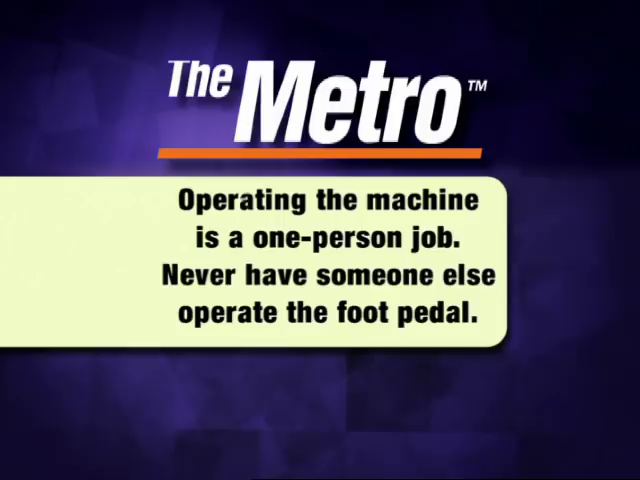 The Metro™
Operating the machine
is a one-person job.
Never have someone else
operate the foot pedal.